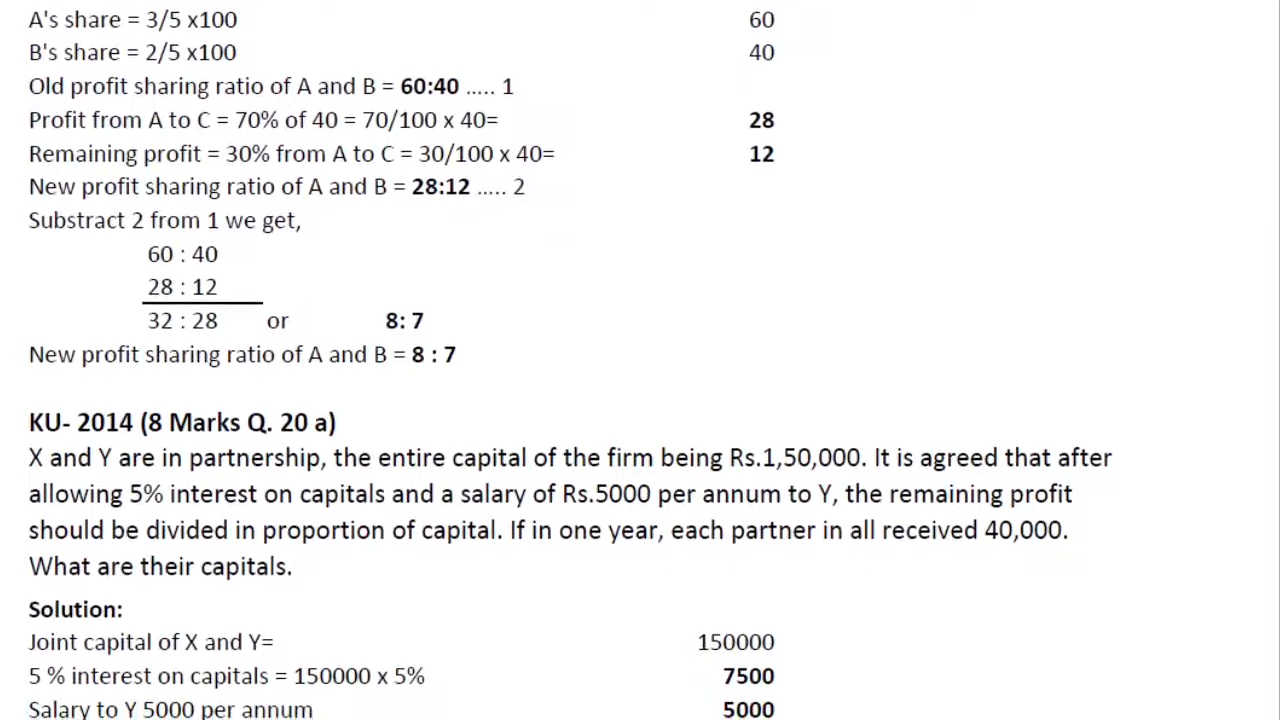 A's share = 3/5 x100 60
B's share = 2/5 x100 40
Old profit sharing ratio of A and B = 60:40 ..... 1
Profit from A to C = 70% of 40 = 70/100 x 40= 28
Remaining profit = 30% from A to C = 30/100 x 40= 12
New profit sharing ratio of A and B = 28:12 ..... 2
Substract 2 from 1 we get,
60 : 40
28 : 12
32 : 28 or 8: 7
New profit sharing ratio of A and B = 8 : 7
KU- 2014 (8 Marks Q. 20 a)
X and Y are in partnership, the entire capital of the firm being Rs.1,50,000. It is agreed that after
allowing 5% interest on capitals and a salary of Rs.5000 per annum to Y, the remaining profit
should be divided in proportion of capital. If in one year, each partner in all received 40,000.
What are their capitals.
Solution:
Joint capital of X and Y= 150000
5 % interest on capitals = 150000 x 5% 7500
Salary to Y 5000 per annum 5000